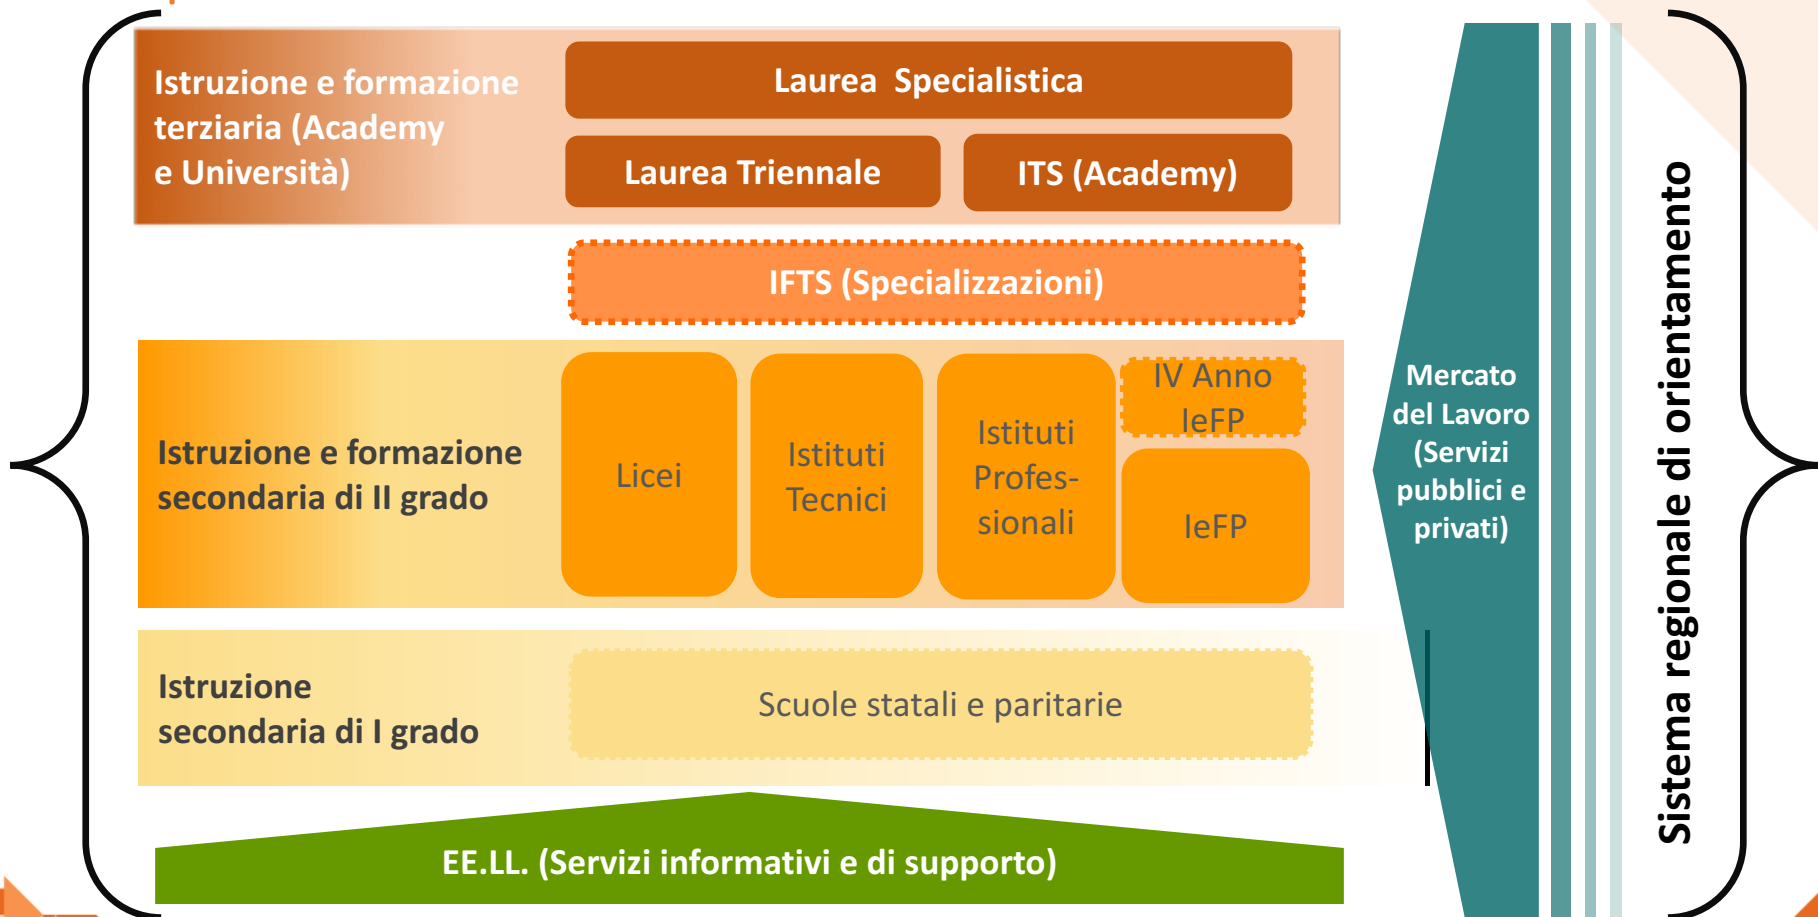 Istruzione e formazione
terziaria (Academy
e Università)
Laurea Specialistica
Laurea Triennale
ITS (Academy)
IFTS (Specializzazioni)
Istruzione e formazione
secondaria di II grado
Licei
Istituti
Tecnici
Istituti
Profes-
sionali
IV Anno
IeFP
IeFP
Istruzione
secondaria di I grado
Scuole statali e paritarie
EE.LL. (Servizi informativi e di supporto)
Mercato
del Lavoro
(Servizi
pubblici e
privati)
Sistema regionale di orientamento